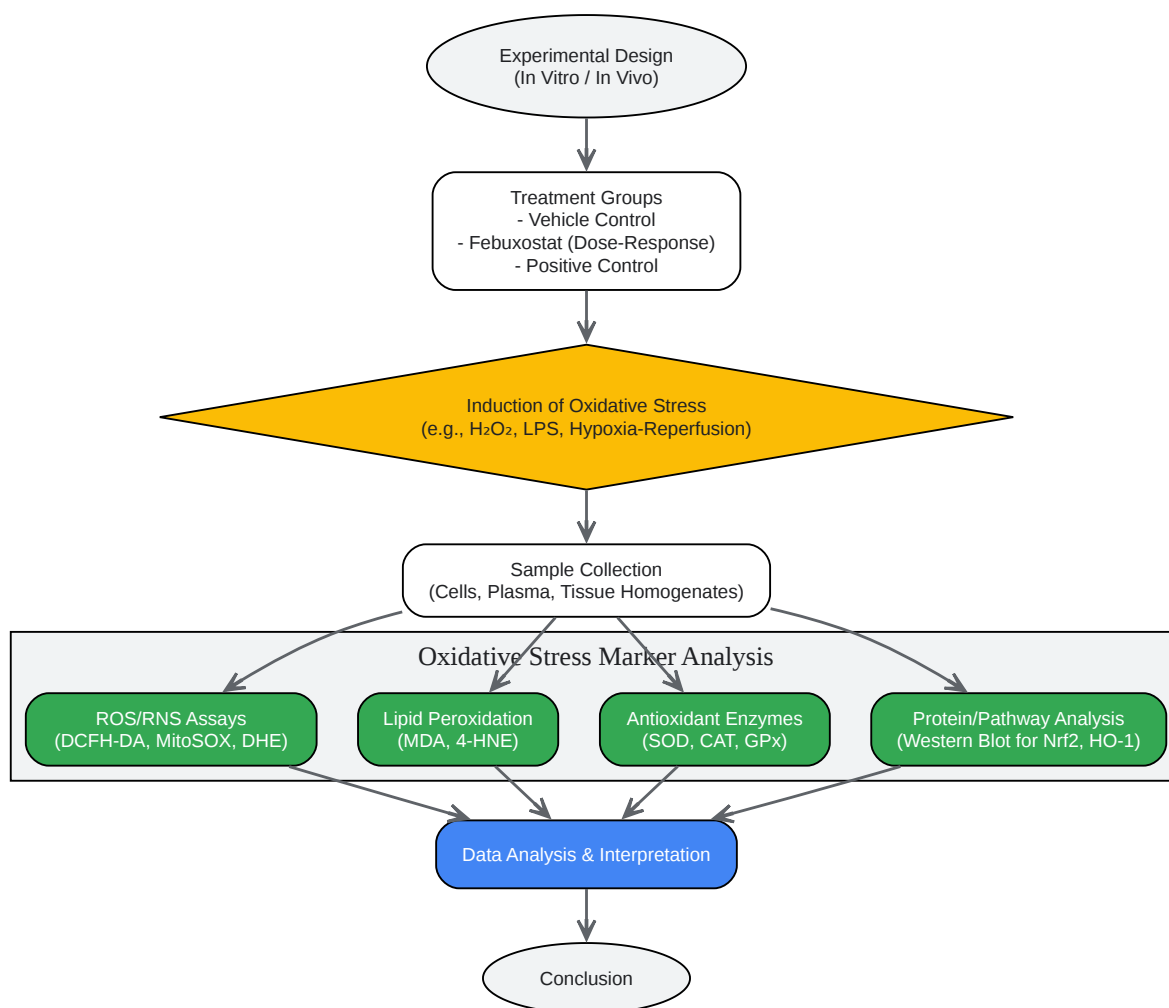 Experimental Design
(In Vitro / In Vivo)
Treatment Groups
- Vehicle Control
- Febuxostat (Dose-Response)
- Positive Control
Induction of Oxidative Stress
(e.g., H₂O₂, LPS, Hypoxia-Reperfusion)
Sample Collection
(Cells, Plasma, Tissue Homogenates)
Oxidative Stress Marker Analysis
ROS/RNS Assays
(DCFH-DA, MitoSOX, DHE)
Lipid Peroxidation
(MDA, 4-HNE)
Antioxidant Enzymes
(SOD, CAT, GPx)
Protein/Pathway Analysis
(Western Blot for Nrf2, HO-1)
Data Analysis & Interpretation
Conclusion